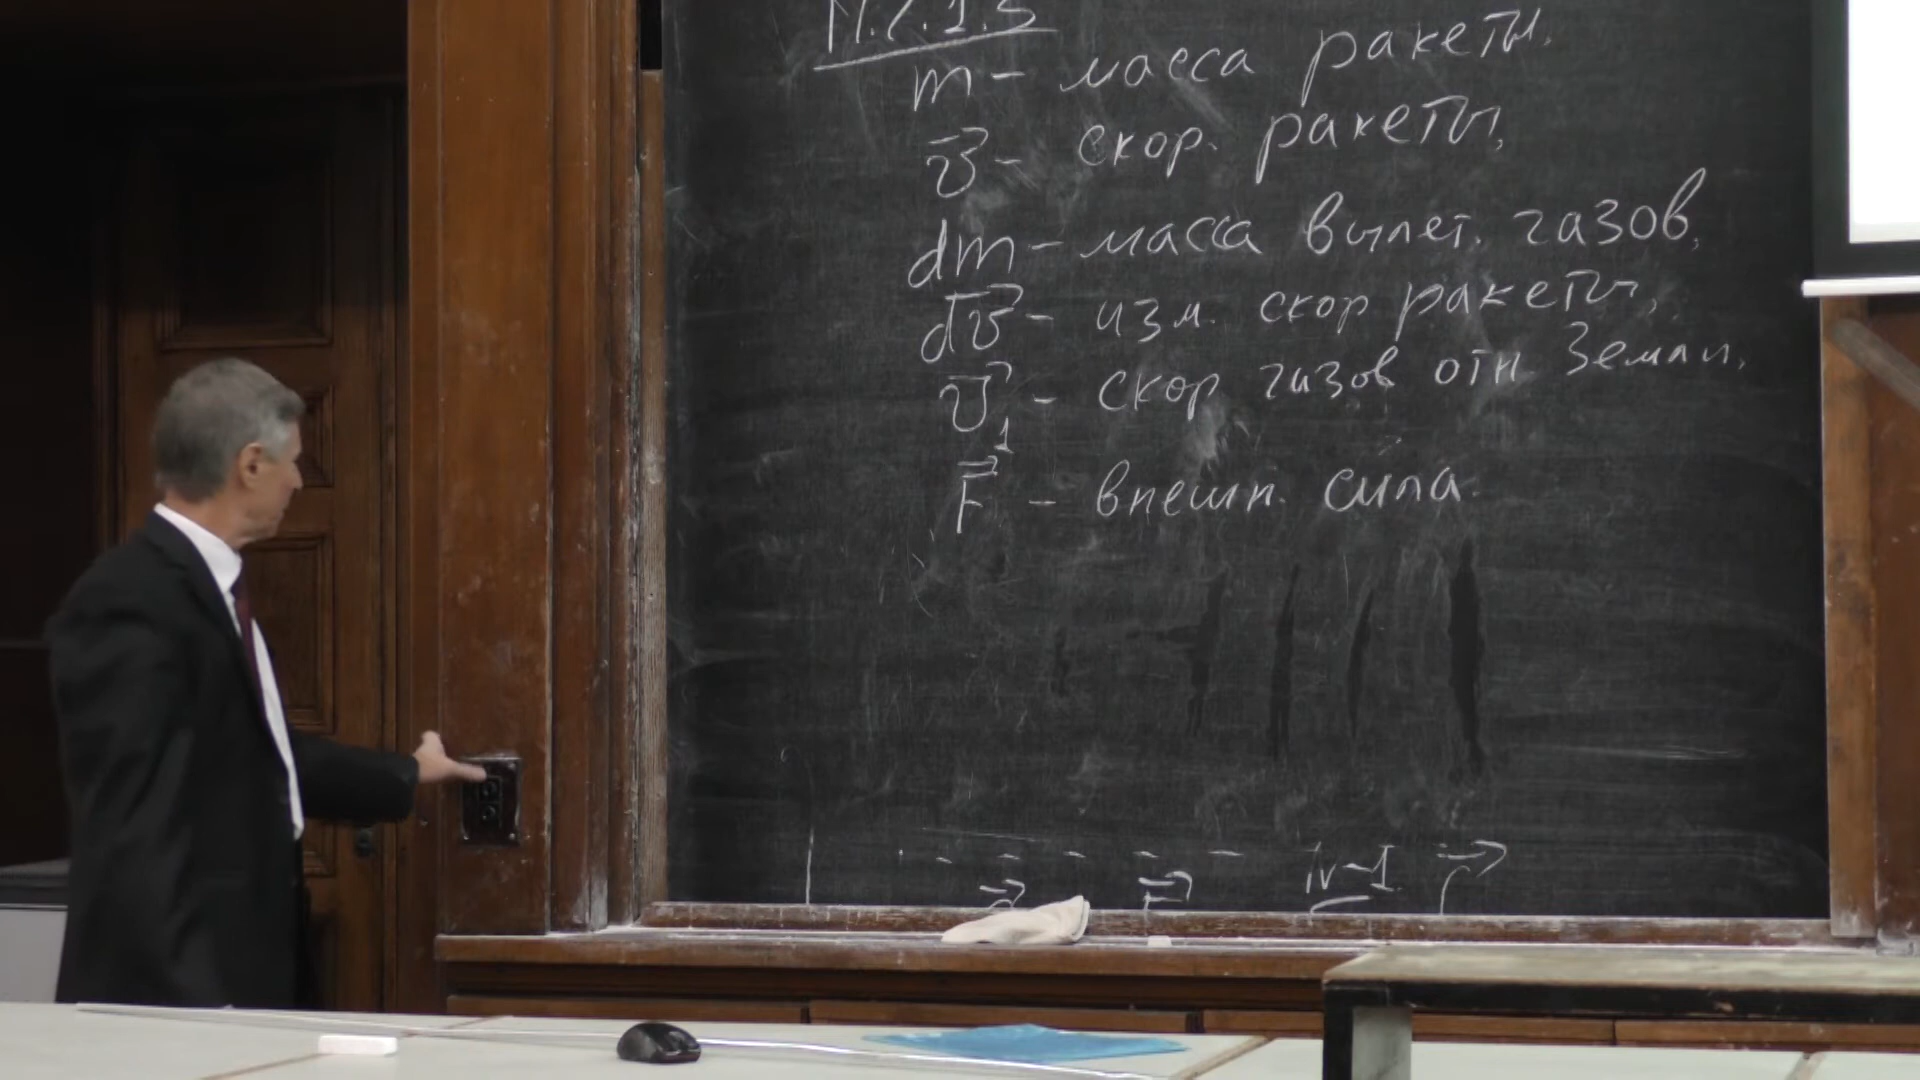 m – масса ракеты,
v⃗ – скор. ракеты,
dm – масса вылет. газов,
dv⃗ – изм. скор ракеты,
v⃗₁ – скор газов отн Земли,
F⃗ – внешн. сила.